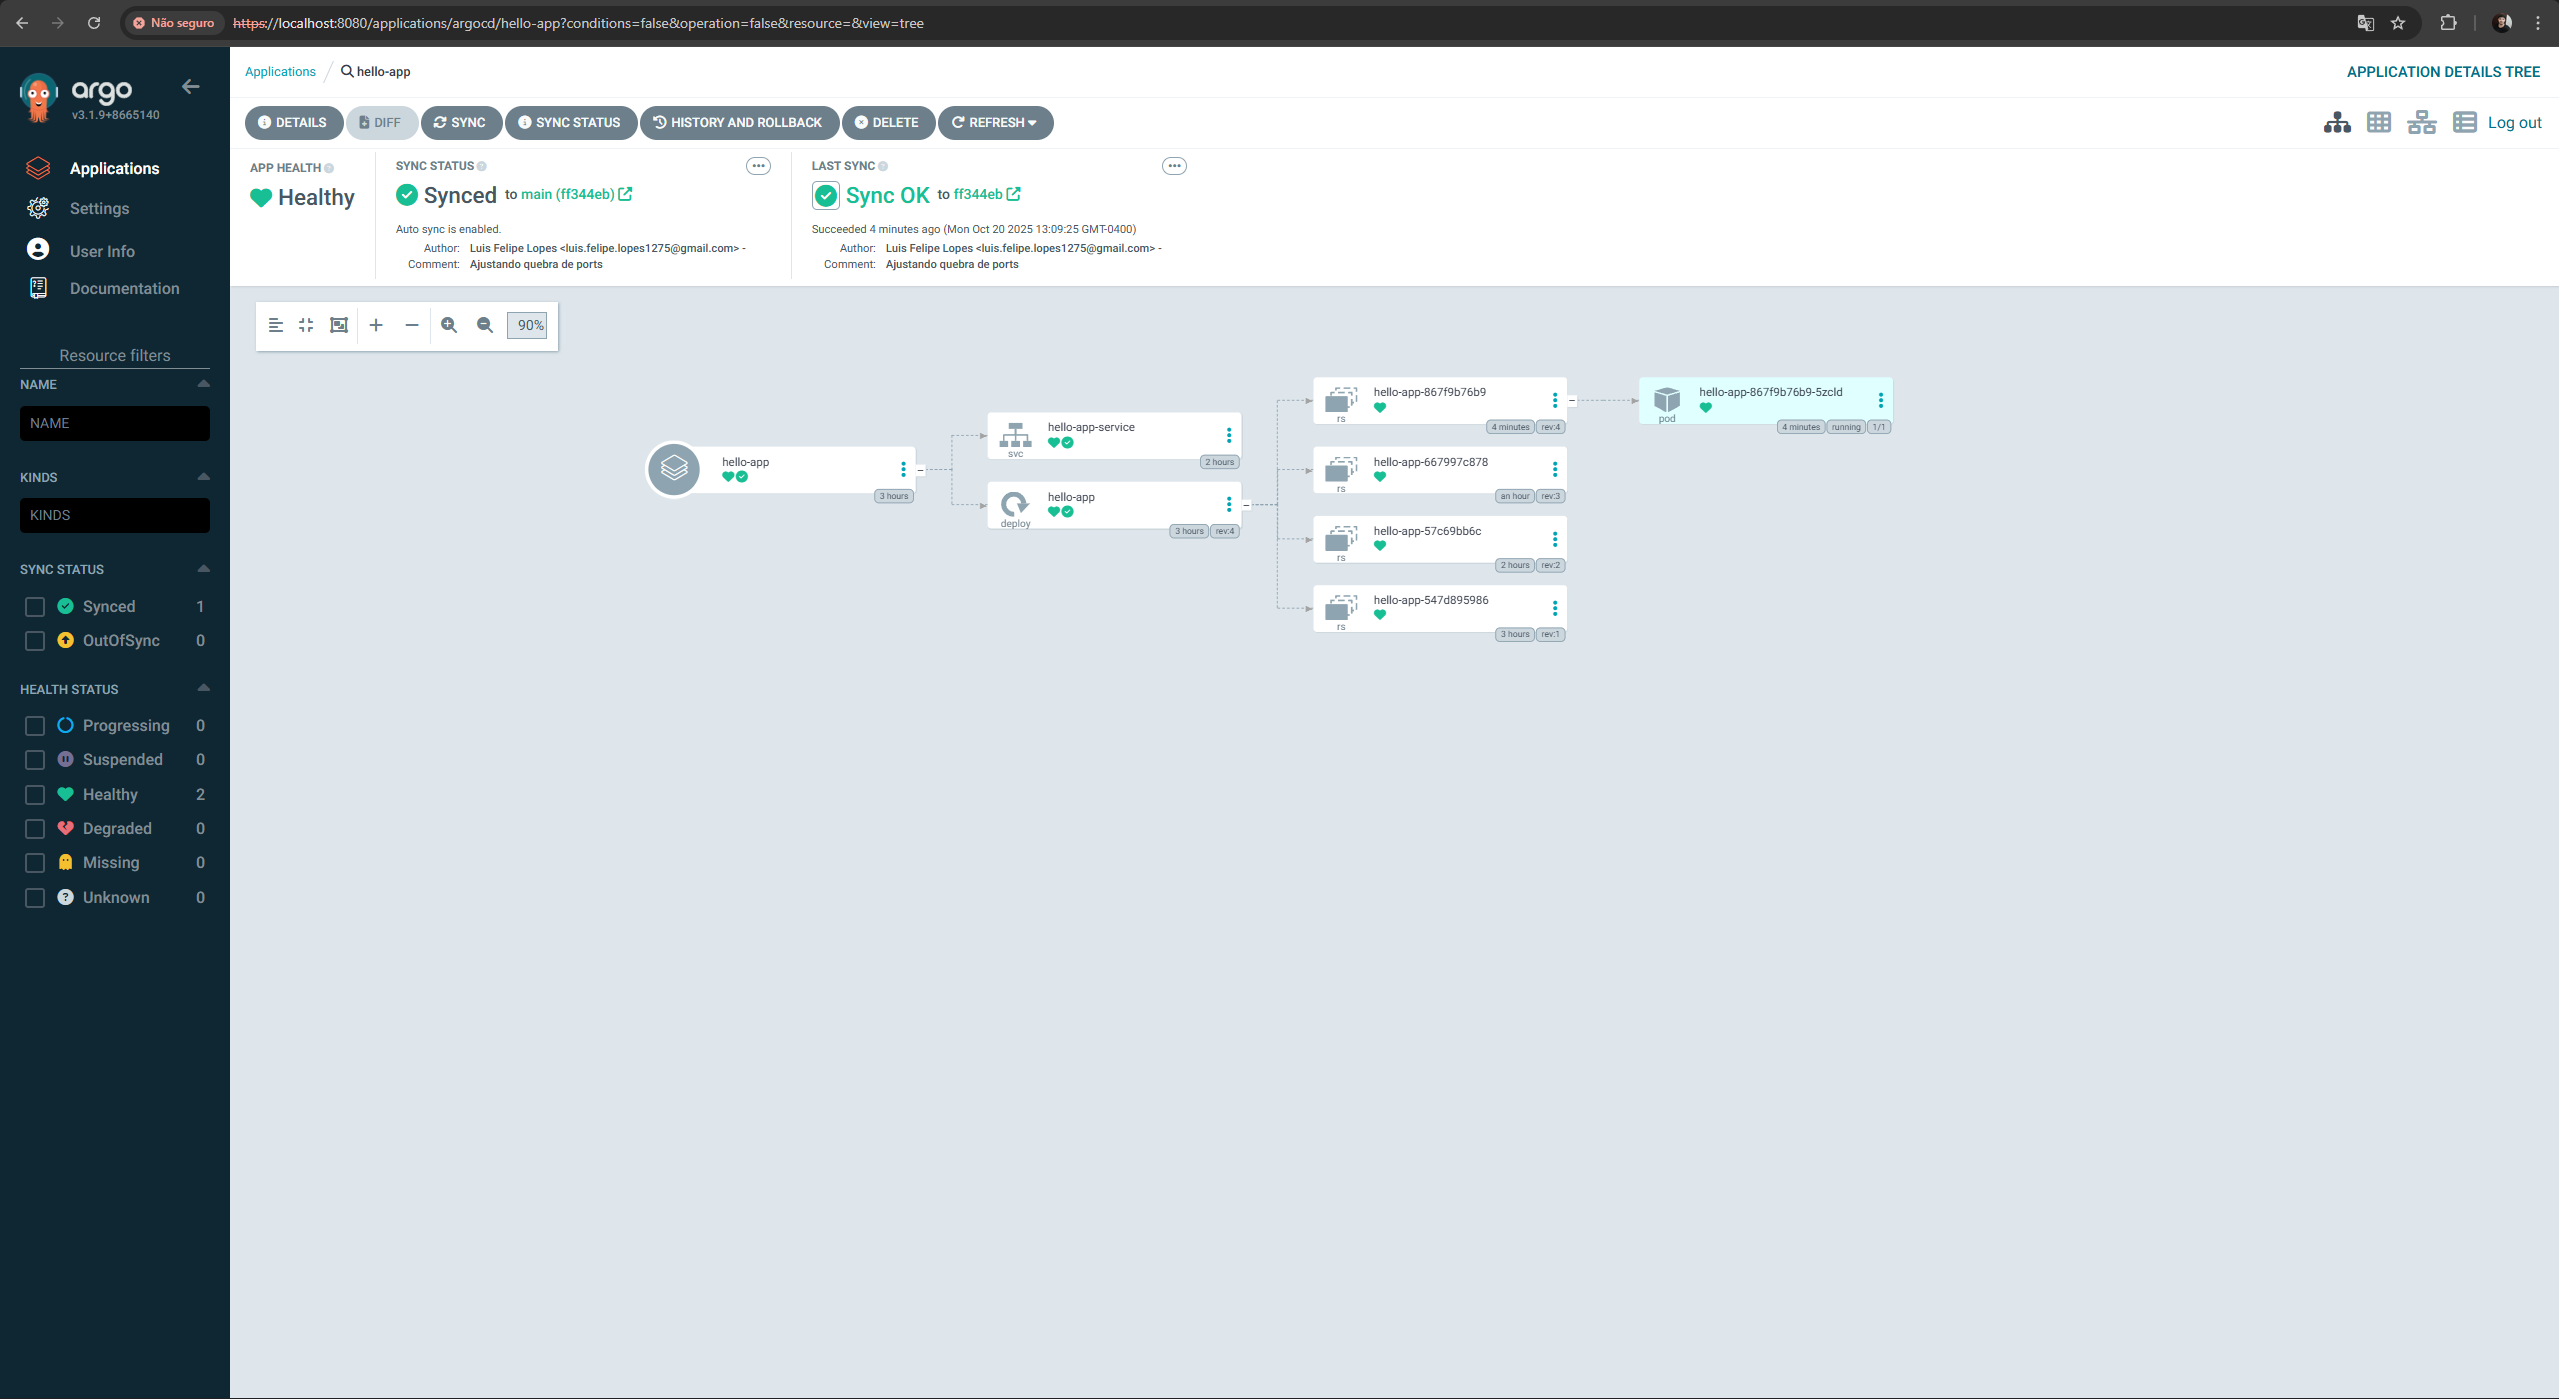 Não seguro https://localhost:8080/applications/argocd/hello-app?conditions=false&operation=false&resource=&view=tree
argo
v3.1.9+8665140
Applications
Settings
User Info
Documentation
Resource filters
NAME
NAME
KINDS
KINDS
SYNC STATUS
Synced 1
OutOfSync 0
HEALTH STATUS
Progressing 0
Suspended 0
Healthy 2
Degraded 0
Missing 0
Unknown 0
Applications / hello-app
APPLICATION DETAILS TREE
DETAILS DIFF SYNC SYNC STATUS HISTORY AND ROLLBACK DELETE REFRESH
Log out
APP HEALTH
Healthy
SYNC STATUS
Synced to main (ff344eb)
Auto sync is enabled.
Author: Luis Felipe Lopes <luis.felipe.lopes1275@gmail.com> -
Comment: Ajustando quebra de ports
LAST SYNC
Sync OK to ff344eb
Succeeded 4 minutes ago (Mon Oct 20 2025 13:09:25 GMT-0400)
Author: Luis Felipe Lopes <luis.felipe.lopes1275@gmail.com> -
Comment: Ajustando quebra de ports
90%
hello-app
3 hours
svc
hello-app-service
2 hours
deploy
hello-app
3 hours rev:4
rs
hello-app-867f9b76b9
4 minutes rev:4
rs
hello-app-667997c878
an hour rev:3
rs
hello-app-57c69bb6c
2 hours rev:2
rs
hello-app-547d895986
3 hours rev:1
pod
hello-app-867f9b76b9-5zcld
4 minutes running 1/1